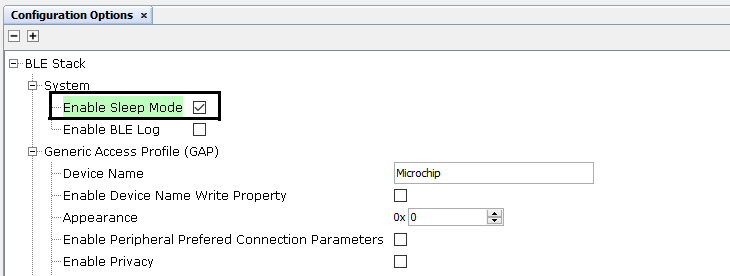 Configuration Options ×
BLE Stack
System
Enable Sleep Mode
Enable BLE Log
Generic Access Profile (GAP)
Device Name Microchip
Enable Device Name Write Property
Appearance 0x 0
Enable Peripheral Prefered Connection Parameters
Enable Privacy